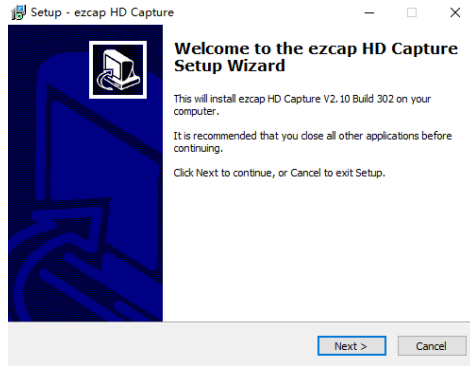 Setup - ezcap HD Capture
Welcome to the ezcap HD Capture
Setup Wizard
This will install ezcap HD Capture V2.10 Build 302 on your
computer.
It is recommended that you close all other applications before
continuing.
Click Next to continue, or Cancel to exit Setup.
Next >
Cancel